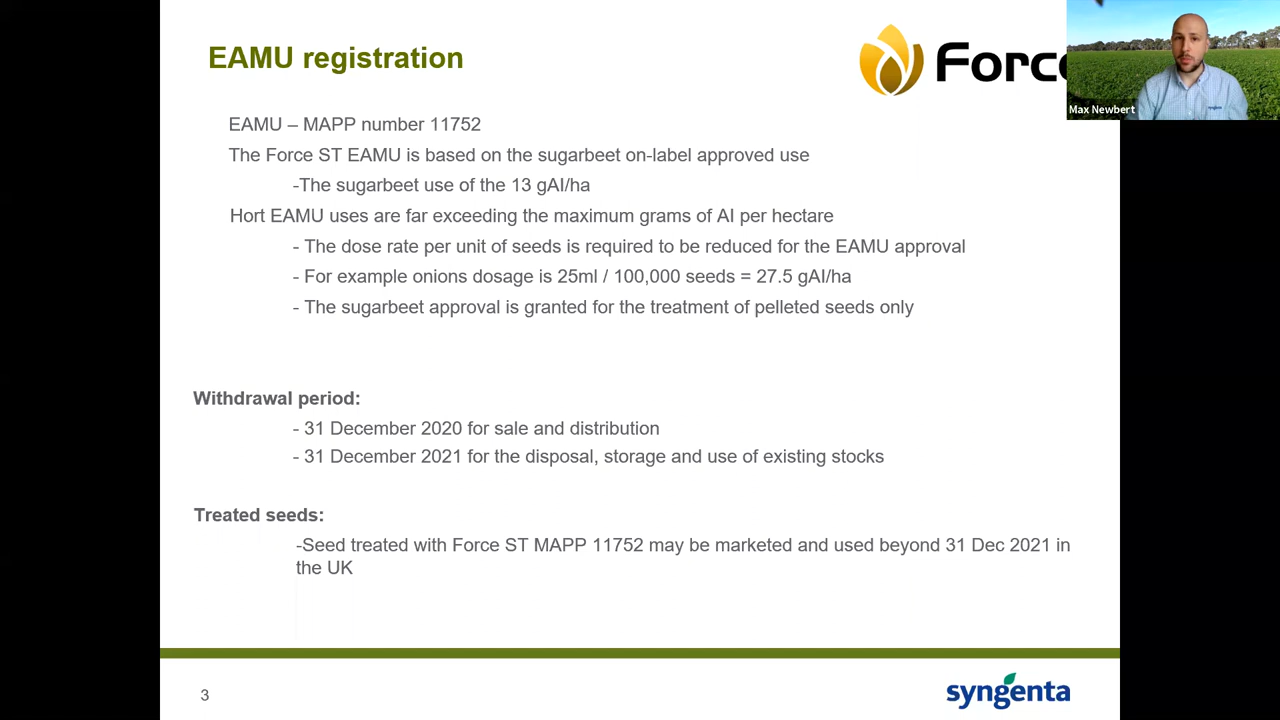 EAMU registration
Force
Max Newbert
syngenta
EAMU – MAPP number 11752
The Force ST EAMU is based on the sugarbeet on-label approved use
-The sugarbeet use of the 13 gAI/ha
Hort EAMU uses are far exceeding the maximum grams of AI per hectare
- The dose rate per unit of seeds is required to be reduced for the EAMU approval
- For example onions dosage is 25ml / 100,000 seeds = 27.5 gAI/ha
- The sugarbeet approval is granted for the treatment of pelleted seeds only
Withdrawal period:
- 31 December 2020 for sale and distribution
- 31 December 2021 for the disposal, storage and use of existing stocks
Treated seeds:
-Seed treated with Force ST MAPP 11752 may be marketed and used beyond 31 Dec 2021 in
the UK
3
syngenta